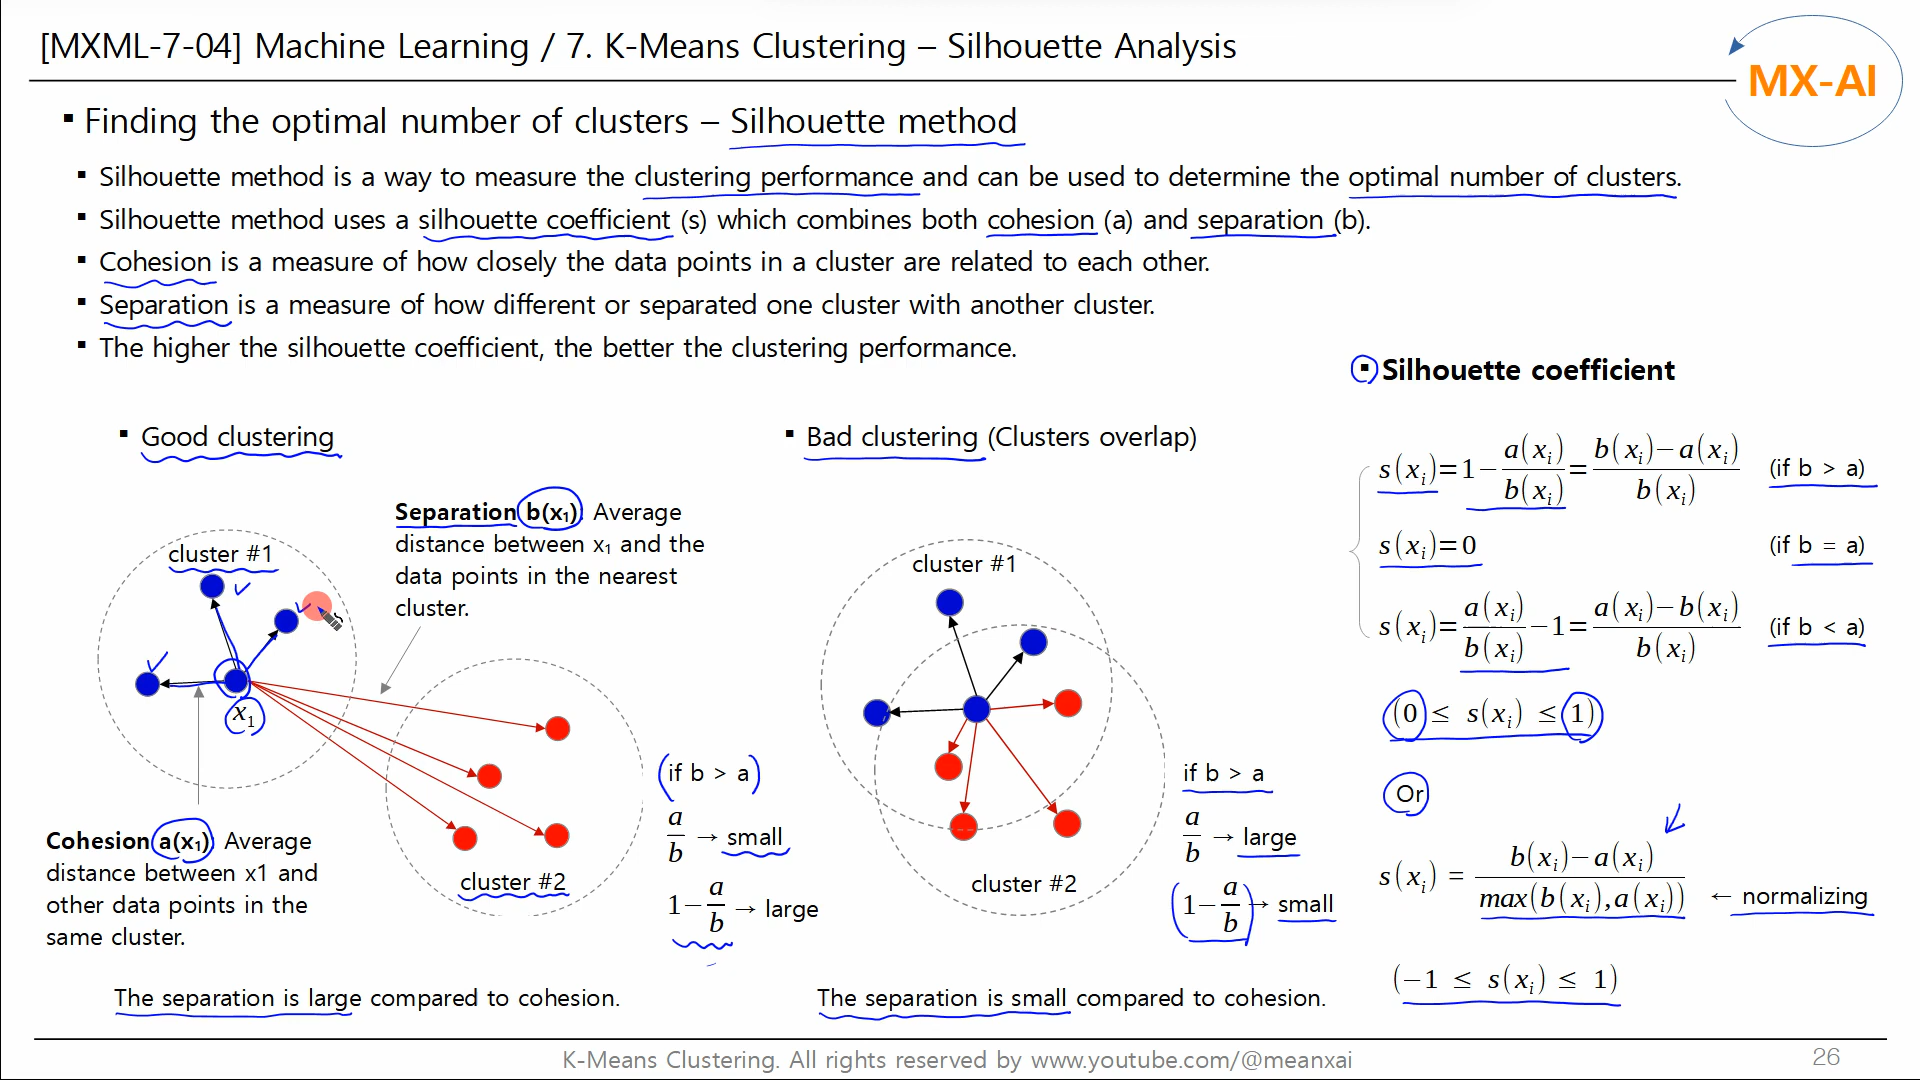 [MXML-7-04] Machine Learning / 7. K-Means Clustering – Silhouette Analysis
MX-AI
▪ Finding the optimal number of clusters – Silhouette method
▪ Silhouette method is a way to measure the clustering performance and can be used to determine the optimal number of clusters.
▪ Silhouette method uses a silhouette coefficient (s) which combines both cohesion (a) and separation (b).
▪ Cohesion is a measure of how closely the data points in a cluster are related to each other.
▪ Separation is a measure of how different or separated one cluster with another cluster.
▪ The higher the silhouette coefficient, the better the clustering performance.
▪ Good clustering
cluster #1
x₁
Separation b(x₁): Average
distance between x₁ and the
data points in the nearest
cluster.
Cohesion a(x₁): Average
distance between x1 and
other data points in the
same cluster.
cluster #2
(if b > a)
a/b → small
1−a/b → large
The separation is large compared to cohesion.
▪ Bad clustering (Clusters overlap)
cluster #1
cluster #2
if b > a
a/b → large
1−a/b → small
The separation is small compared to cohesion.
▪ Silhouette coefficient
s(xᵢ)=1−a(xᵢ)/b(xᵢ)=(b(xᵢ)−a(xᵢ))/b(xᵢ) (if b > a)
s(xᵢ)=0 (if b = a)
s(xᵢ)=a(xᵢ)/b(xᵢ)−1=(a(xᵢ)−b(xᵢ))/b(xᵢ) (if b < a)
(0 ≤ s(xᵢ) ≤ 1)
Or
s(xᵢ) = (b(xᵢ)−a(xᵢ))/max(b(xᵢ),a(xᵢ)) ← normalizing
(−1 ≤ s(xᵢ) ≤ 1)
K-Means Clustering. All rights reserved by www.youtube.com/@meanxai
26